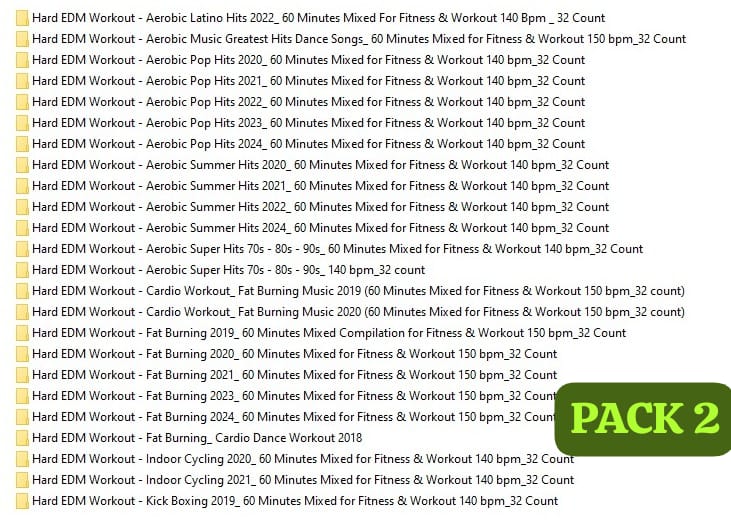 Hard EDM Workout - Aerobic Latino Hits 2022_ 60 Minutes Mixed For Fitness & Workout 140 Bpm _ 32 Count
Hard EDM Workout - Aerobic Music Greatest Hits Dance Songs_ 60 Minutes Mixed for Fitness & Workout 150 bpm_32 Count
Hard EDM Workout - Aerobic Pop Hits 2020_ 60 Minutes Mixed for Fitness & Workout 140 bpm_32 Count
Hard EDM Workout - Aerobic Pop Hits 2021_ 60 Minutes Mixed for Fitness & Workout 140 bpm_32 Count
Hard EDM Workout - Aerobic Pop Hits 2022_ 60 Minutes Mixed for Fitness & Workout 140 bpm_32 Count
Hard EDM Workout - Aerobic Pop Hits 2023_ 60 Minutes Mixed for Fitness & Workout 140 bpm_32 Count
Hard EDM Workout - Aerobic Pop Hits 2024_ 60 Minutes Mixed for Fitness & Workout 140 bpm_32 Count
Hard EDM Workout - Aerobic Summer Hits 2020_ 60 Minutes Mixed for Fitness & Workout 140 bpm_32 Count
Hard EDM Workout - Aerobic Summer Hits 2021_ 60 Minutes Mixed for Fitness & Workout 140 bpm_32 Count
Hard EDM Workout - Aerobic Summer Hits 2022_ 60 Minutes Mixed for Fitness & Workout 140 bpm_32 Count
Hard EDM Workout - Aerobic Summer Hits 2024_ 60 Minutes Mixed for Fitness & Workout 140 bpm_32 Count
Hard EDM Workout - Aerobic Super Hits 70s - 80s - 90s_ 60 Minutes Mixed for Fitness & Workout 140 bpm_32 Count
Hard EDM Workout - Aerobic Super Hits 70s - 80s - 90s_ 140 bpm_32 count
Hard EDM Workout - Cardio Workout_ Fat Burning Music 2019 (60 Minutes Mixed for Fitness & Workout 150 bpm_32 count)
Hard EDM Workout - Cardio Workout_ Fat Burning Music 2020 (60 Minutes Mixed for Fitness & Workout 150 bpm_32 count)
Hard EDM Workout - Fat Burning 2019_ 60 Minutes Mixed Compilation for Fitness & Workout 150 bpm_32 Count
Hard EDM Workout - Fat Burning 2020_ 60 Minutes Mixed for Fitness & Workout 150 bpm_32 Count
Hard EDM Workout - Fat Burning 2021_ 60 Minutes Mixed for Fitness & Workout 150 bpm_32 Count
Hard EDM Workout - Fat Burning 2023_ 60 Minutes Mixed for Fitness & Workout 150 bpm_32 Count
Hard EDM Workout - Fat Burning 2024_ 60 Minutes Mixed for Fitness & Workout 150 bpm_32 Count
PACK 2
Hard EDM Workout - Fat Burning_ Cardio Dance Workout 2018
Hard EDM Workout - Indoor Cycling 2020_ 60 Minutes Mixed for Fitness & Workout 140 bpm_32 Count
Hard EDM Workout - Indoor Cycling 2021_ 60 Minutes Mixed for Fitness & Workout 140 bpm_32 Count
Hard EDM Workout - Kick Boxing 2019_ 60 Minutes Mixed for Fitness & Workout 140 bpm_32 Count